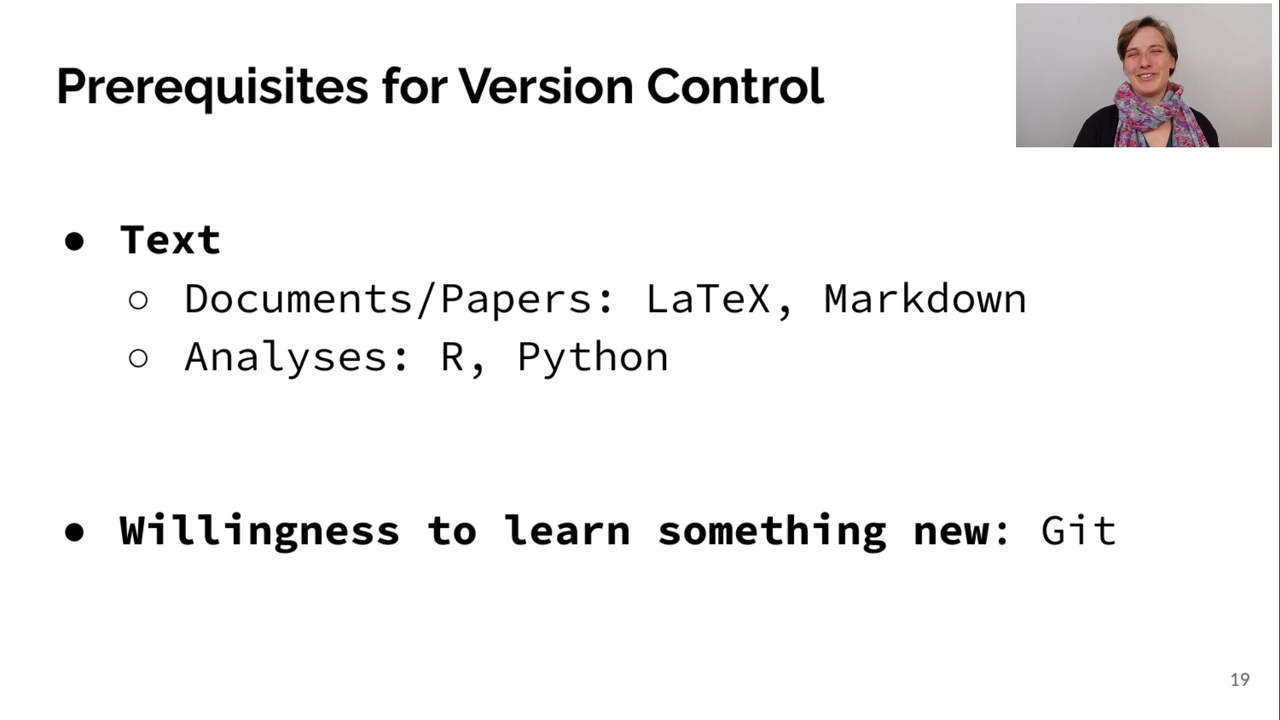 Prerequisites for Version Control
● Text
○ Documents/Papers: LaTeX, Markdown
○ Analyses: R, Python
● Willingness to learn something new: Git
19